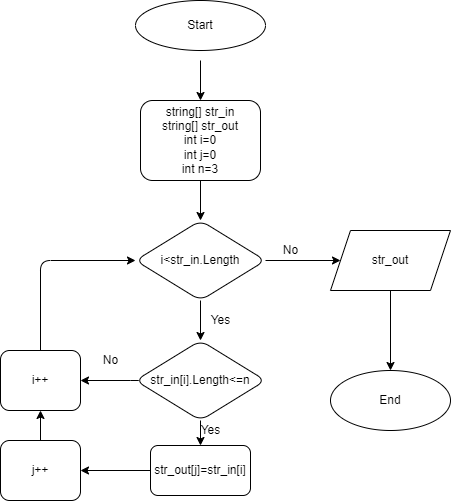 Start
string[] str_in
string[] str_out
int i=0
int j=0
int n=3
i<str_in.Length
No
str_out
Yes
No
i++
str_in[i].Length<=n
End
Yes
j++
str_out[j]=str_in[i]